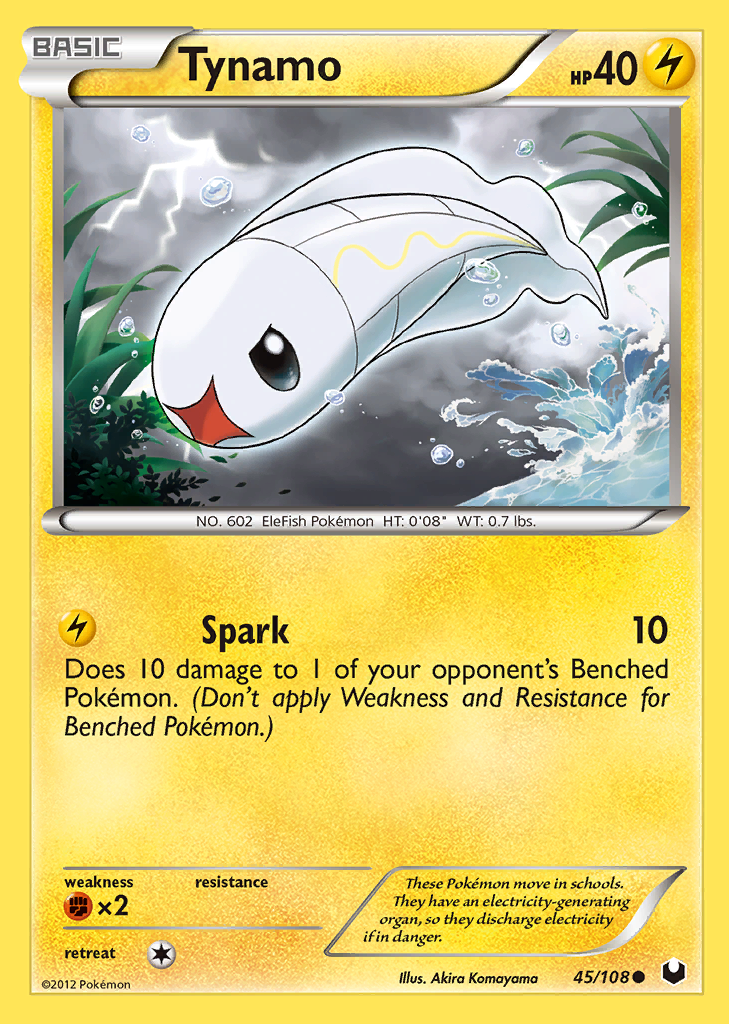 BASIC
Tynamo
HP 40
NO. 602 EleFish Pokémon HT: 0'08" WT: 0.7 lbs.
Spark 10
Does 10 damage to 1 of your opponent's Benched
Pokémon. (Don't apply Weakness and Resistance for
Benched Pokémon.)
weakness resistance
×2
retreat
These Pokémon move in schools.
They have an electricity-generating
organ, so they discharge electricity
if in danger.
©2012 Pokémon
Illus. Akira Komayama
45/108